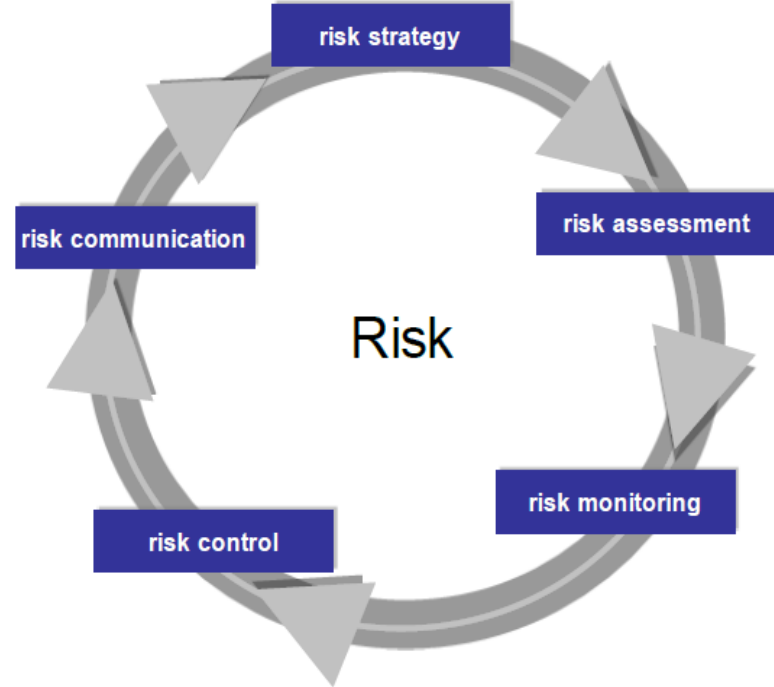 risk strategy
risk assessment
risk communication
Risk
risk monitoring
risk control